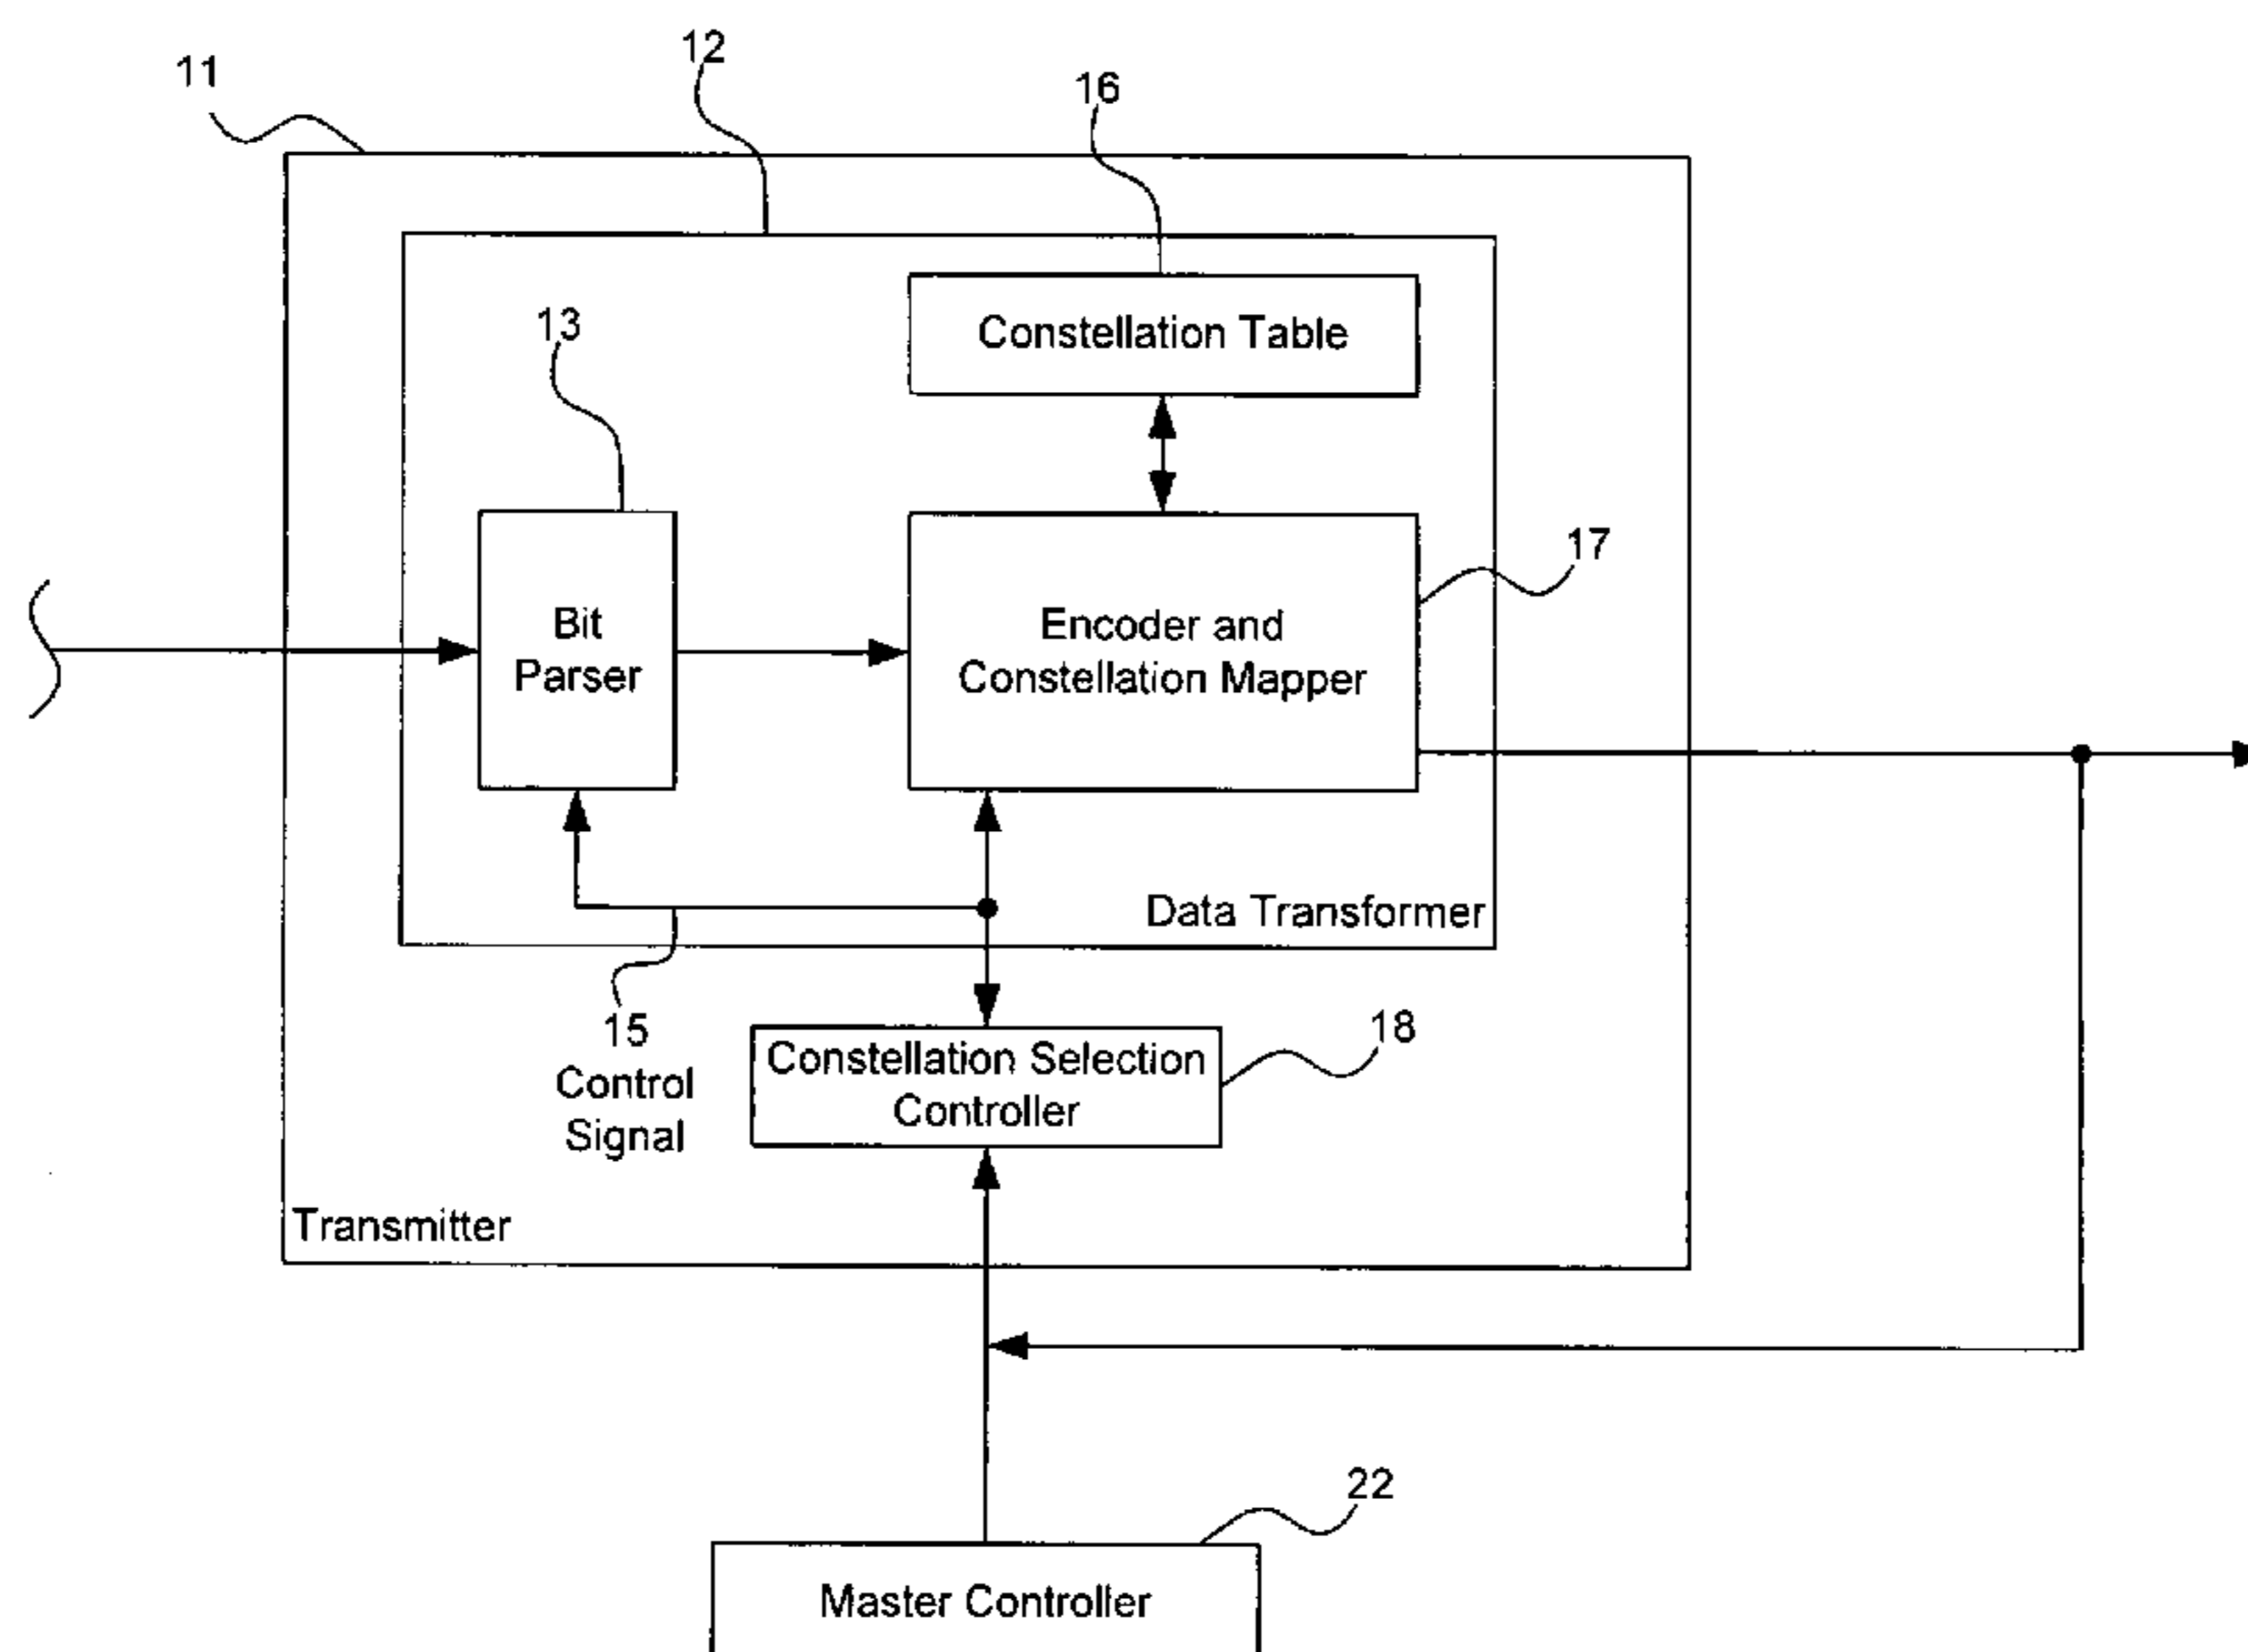 11
12
16
Constellation Table
13
17
Bit
Parser
Encoder and
Constellation Mapper
Data Transformer
15
Control
Signal
Constellation Selection
Controller
18
Transmitter
22
Master Controller